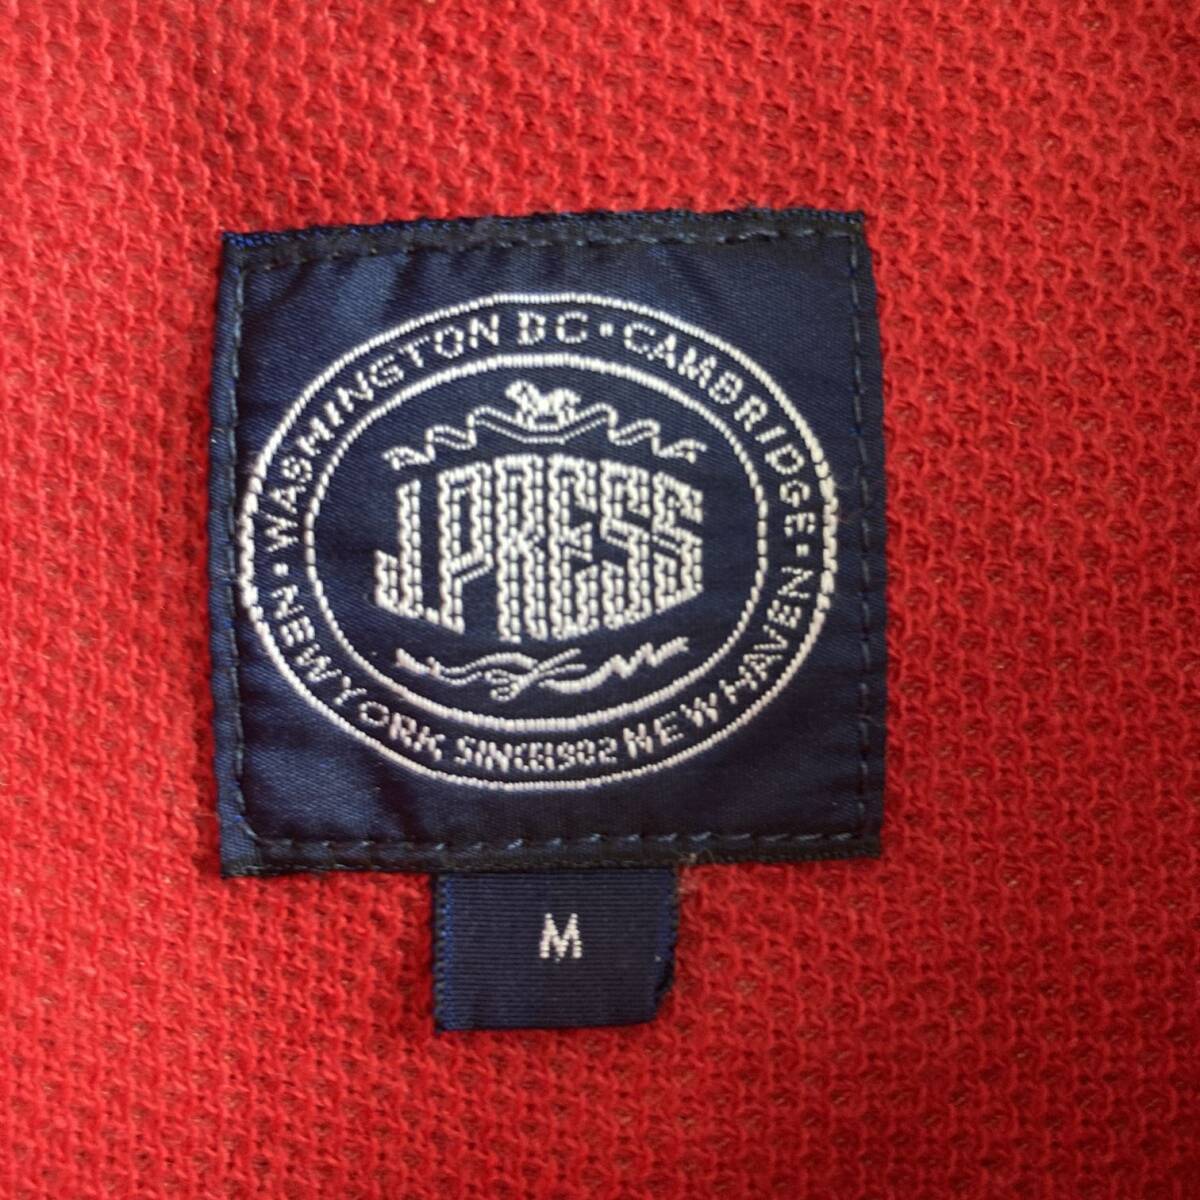 WASHINGTON DC · CAMBRIDGE · NEW HAVEN
J.PRESS
· NEW YORK SINCE 1902
M